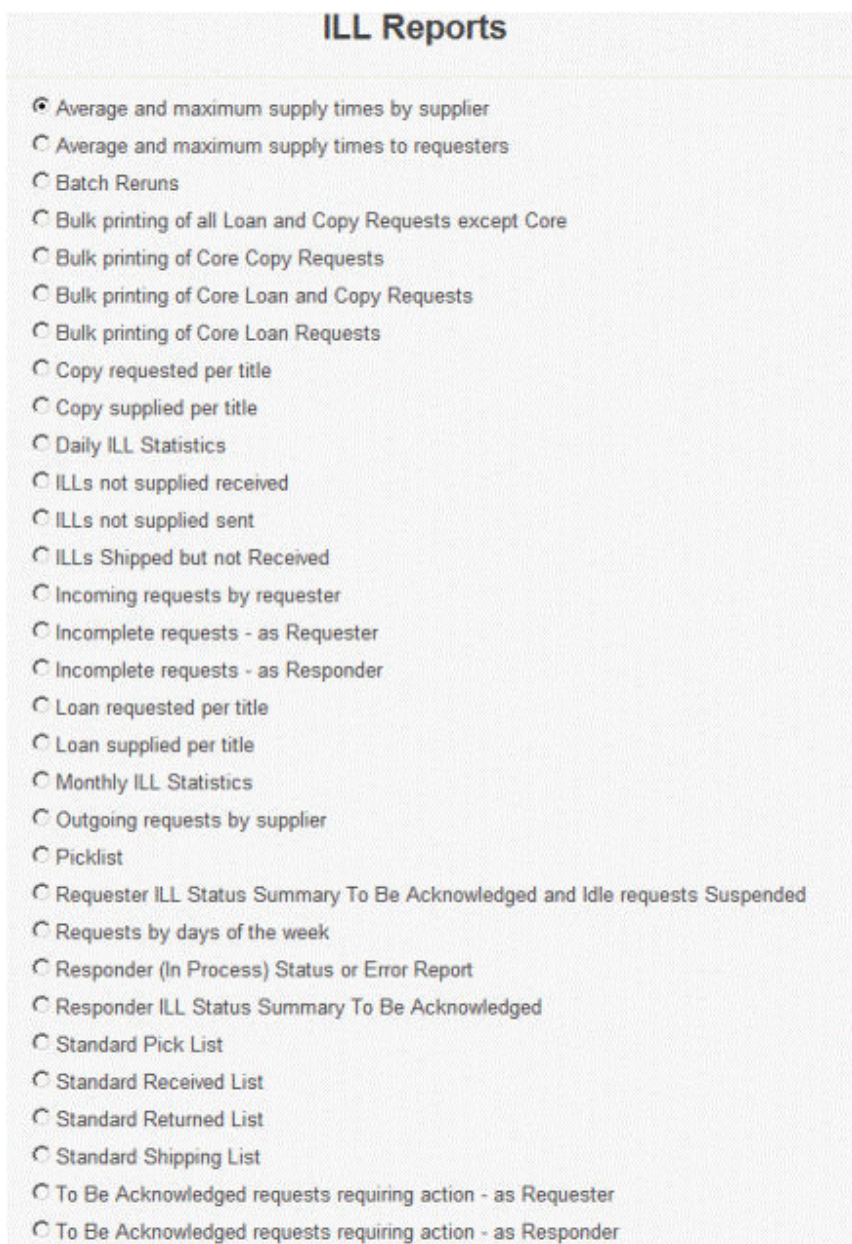 ILL Reports
Average and maximum supply times by supplier
Average and maximum supply times to requesters
Batch Reruns
Bulk printing of all Loan and Copy Requests except Core
Bulk printing of Core Copy Requests
Bulk printing of Core Loan and Copy Requests
Bulk printing of Core Loan Requests
Copy requested per title
Copy supplied per title
Daily ILL Statistics
ILLs not supplied received
ILLs not supplied sent
ILLs Shipped but not Received
Incoming requests by requester
Incomplete requests - as Requester
Incomplete requests - as Responder
Loan requested per title
Loan supplied per title
Monthly ILL Statistics
Outgoing requests by supplier
Picklist
Requester ILL Status Summary To Be Acknowledged and Idle requests Suspended
Requests by days of the week
Responder (In Process) Status or Error Report
Responder ILL Status Summary To Be Acknowledged
Standard Pick List
Standard Received List
Standard Returned List
Standard Shipping List
To Be Acknowledged requests requiring action - as Requester
To Be Acknowledged requests requiring action - as Responder